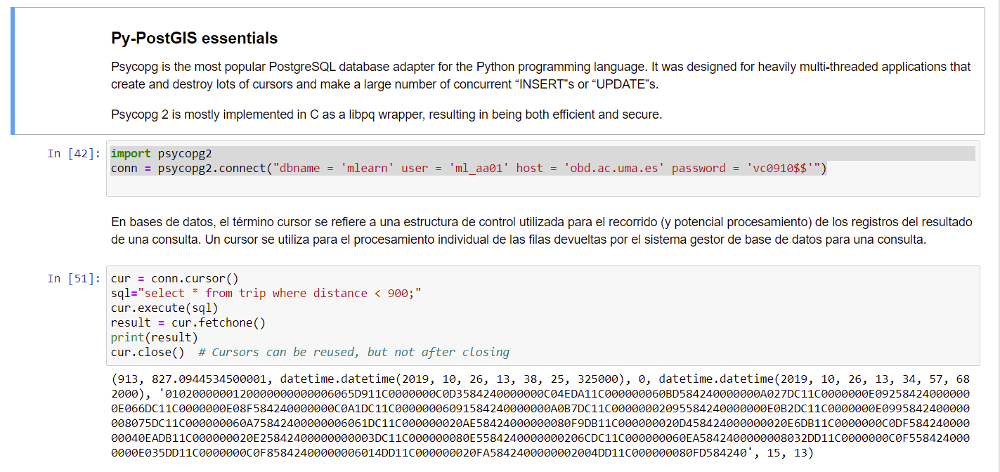 Py-PostGIS essentials
Psycopg is the most popular PostgreSQL database adapter for the Python programming language. It was designed for heavily multi-threaded applications that
create and destroy lots of cursors and make a large number of concurrent “INSERT”s or “UPDATE”s.
Psycopg 2 is mostly implemented in C as a libpq wrapper, resulting in being both efficient and secure.
In [42]: import psycopg2
conn = psycopg2.connect("dbname = 'mlearn' user = 'ml_aa01' host = 'obd.ac.uma.es' password = 'vc0910$$'")
En bases de datos, el término cursor se refiere a una estructura de control utilizada para el recorrido (y potencial procesamiento) de los registros del resultado
de una consulta. Un cursor se utiliza para el procesamiento individual de las filas devueltas por el sistema gestor de base de datos para una consulta.
In [51]: cur = conn.cursor()
sql="select * from trip where distance < 900;"
cur.execute(sql)
result = cur.fetchone()
print(result)
cur.close()  # Cursors can be reused, but not after closing
(913, 827.0944534500001, datetime.datetime(2019, 10, 26, 13, 38, 25, 325000), 0, datetime.datetime(2019, 10, 26, 13, 34, 57, 68
2000), '0102000000120000000000000006065D911C0000000C0D3584240000000C04EDA11C000000060BD584240000000A027DC11C0000000E09258424000000
0E066DC11C0000000E08F584240000000C0A1DC11C00000006091584240000000A0B7DC11C00000002095584240000000E0B2DC11C0000000E0995842400000
008075DC11C000000060A75842400000006061DC11C000000020AE58424000000080F9DB11C000000020D458424000000020E6DB11C0000000C0DF584240000
00040EADB11C000000020E25842400000000003DC11C000000080E5584240000000206CDC11C000000060EA5842400000008032DD11C0000000C0F558424000
0000E035DD11C0000000C0F85842400000006014DD11C000000020FA5842400000002004DD11C000000080FD584240', 15, 13)